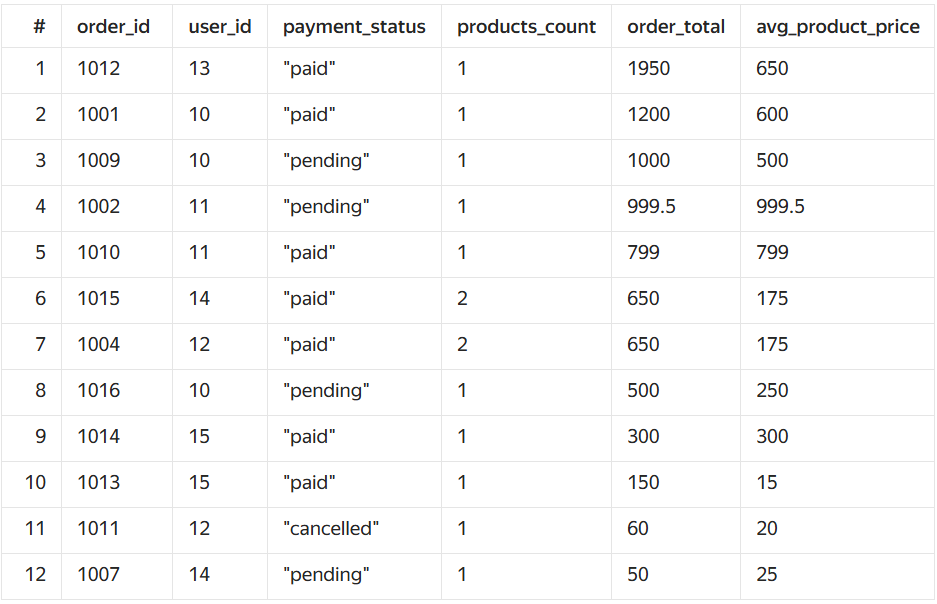 # order_id user_id payment_status products_count order_total avg_product_price
1 1012 13 "paid" 1 1950 650
2 1001 10 "paid" 1 1200 600
3 1009 10 "pending" 1 1000 500
4 1002 11 "pending" 1 999.5 999.5
5 1010 11 "paid" 1 799 799
6 1015 14 "paid" 2 650 175
7 1004 12 "paid" 2 650 175
8 1016 10 "pending" 1 500 250
9 1014 15 "paid" 1 300 300
10 1013 15 "paid" 1 150 15
11 1011 12 "cancelled" 1 60 20
12 1007 14 "pending" 1 50 25